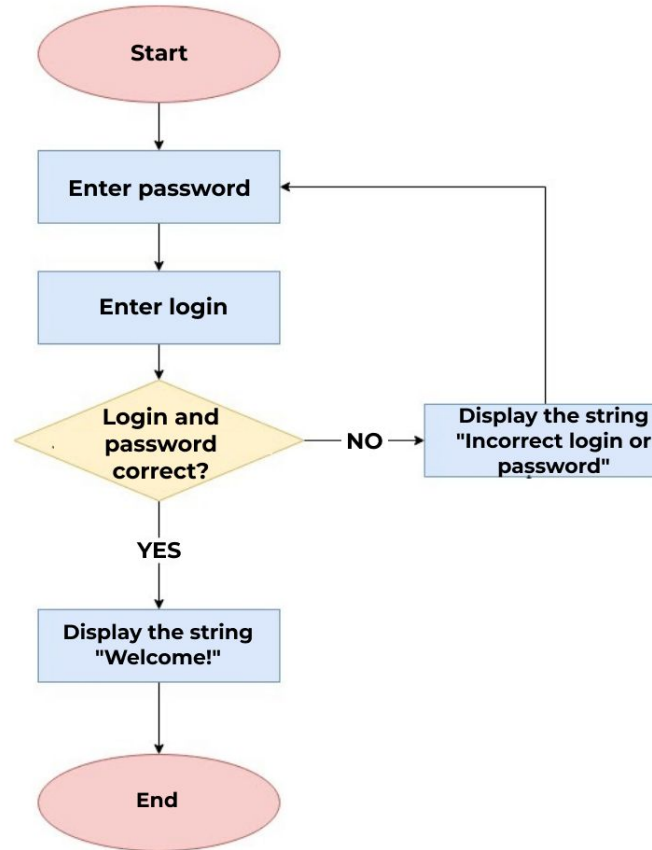 Start
Enter password
Enter login
Login and
password
correct?
NO
Display the string
"Incorrect login or
password"
YES
Display the string
"Welcome!"
End